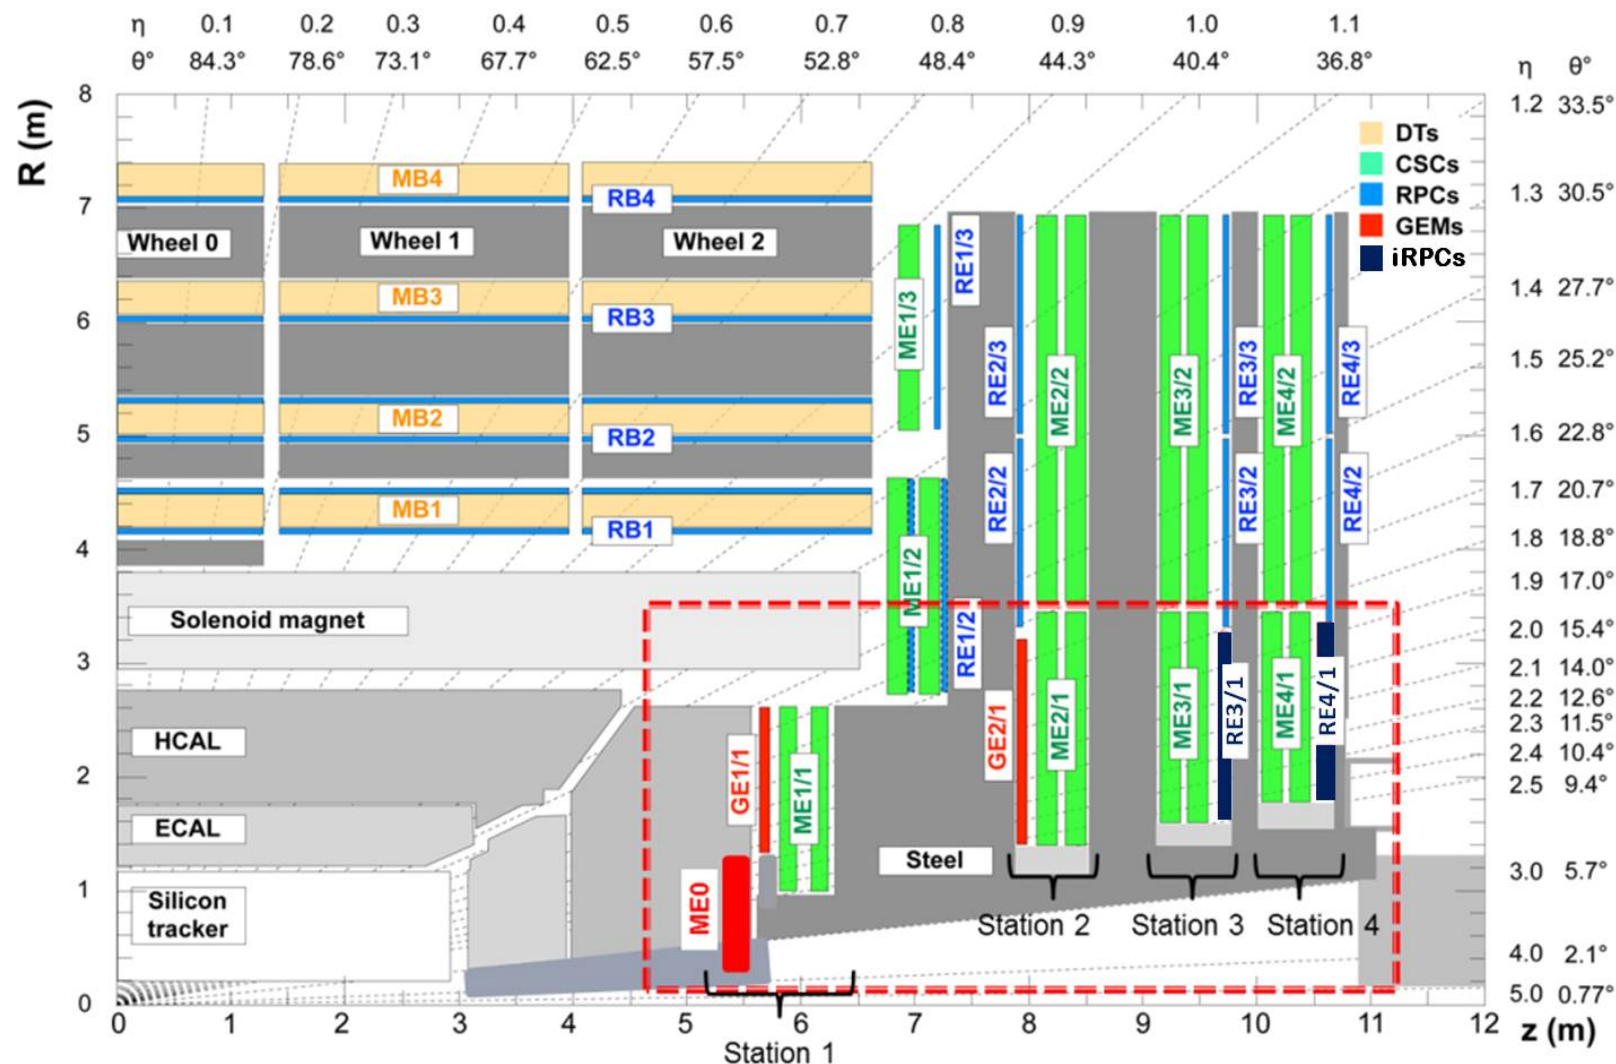 η 0.1 0.2 0.3 0.4 0.5 0.6 0.7 0.8 0.9 1.0 1.1
θ° 84.3° 78.6° 73.1° 67.7° 62.5° 57.5° 52.8° 48.4° 44.3° 40.4° 36.8°
η θ°
R (m)
8
7
6
5
4
3
2
1
0
1.2 33.5°
1.3 30.5°
1.4 27.7°
1.5 25.2°
1.6 22.8°
1.7 20.7°
1.8 18.8°
1.9 17.0°
2.0 15.4°
2.1 14.0°
2.2 12.6°
2.3 11.5°
2.4 10.4°
2.5 9.4°
3.0 5.7°
4.0 2.1°
5.0 0.77°
DTs
CSCs
RPCs
GEMs
iRPCs
MB4
RB4
Wheel 0
Wheel 1
Wheel 2
MB3
RB3
MB2
RB2
MB1
RB1
Solenoid magnet
HCAL
ECAL
Silicon
tracker
Steel
ME1/3
RE1/3
ME1/2
RE1/2
RE2/3
RE2/2
ME2/2
ME3/2
RE3/3
RE3/2
ME4/2
RE4/3
RE4/2
GE1/1
ME1/1
ME0
GE2/1
ME2/1
ME3/1
RE3/1
ME4/1
RE4/1
Station 2
Station 3
Station 4
0 1 2 3 4 5 6 7 8 9 10 11 12
z (m)
Station 1